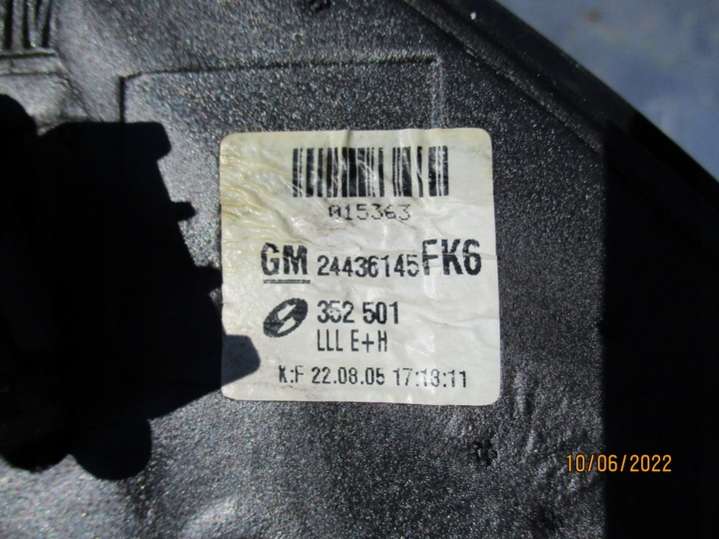 015363
GM 24436145 FK6
352 501
LLL E+H
K:F 22.08.05 17:18:11
10/06/2022